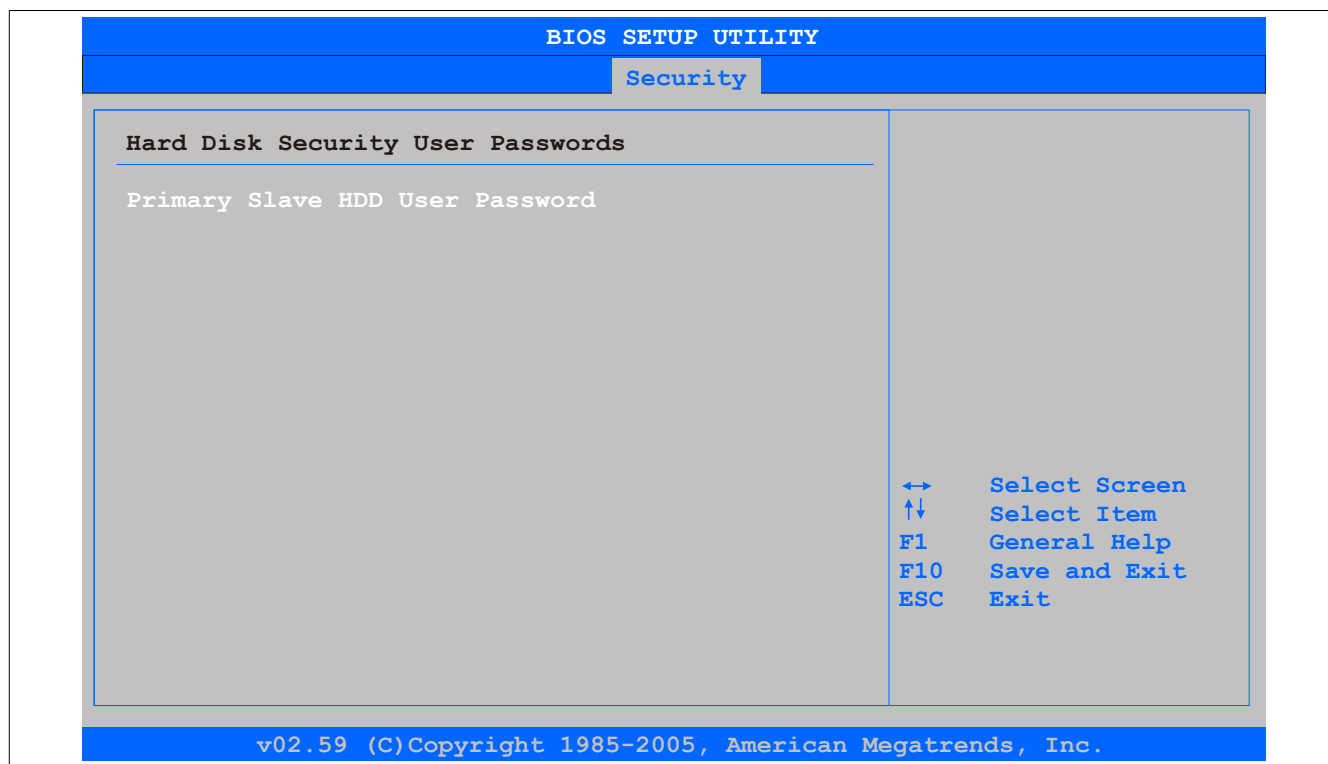 BIOS SETUP UTILITY
Security
Hard Disk Security User Passwords
Primary Slave HDD User Password
↔ Select Screen
↑↓ Select Item
F1 General Help
F10 Save and Exit
ESC Exit
v02.59 (C)Copyright 1985-2005, American Megatrends, Inc.